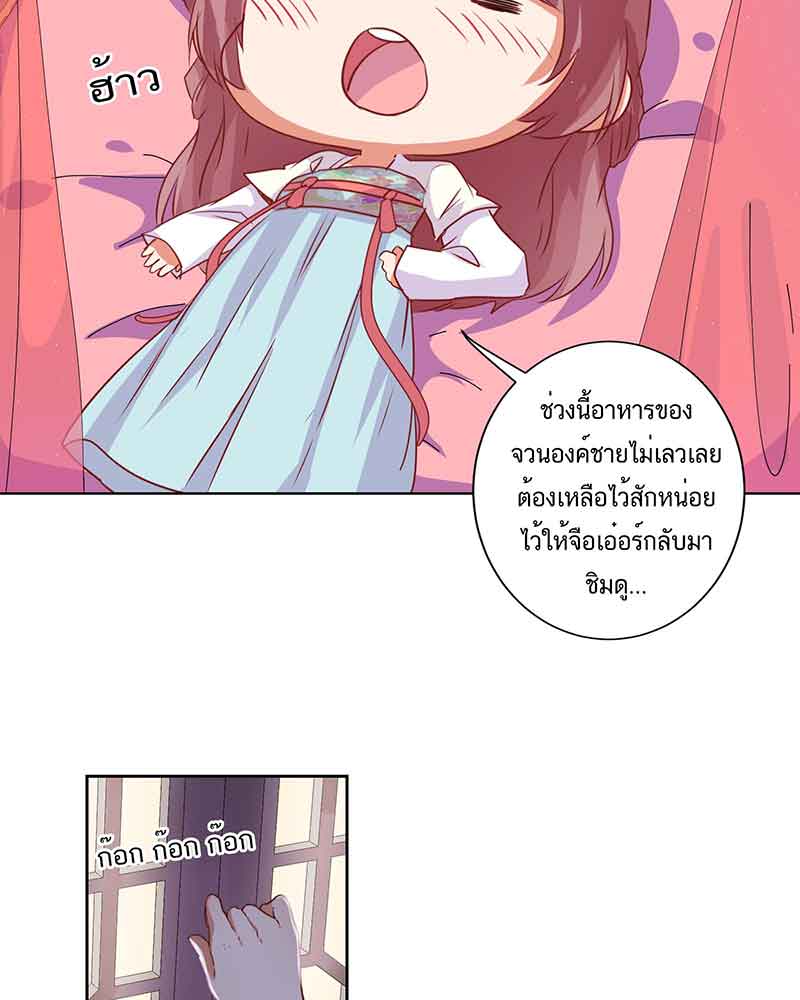 ฮ้าว
ช่วงนี้อาหารของ
จวนองค์ชายไม่เลวเลย
ต้องเหลือไว้สักหน่อย
ไว้ให้จือเอ๋อร์กลับมา
ชิมดู...
ก๊อก ก๊อก ก๊อก